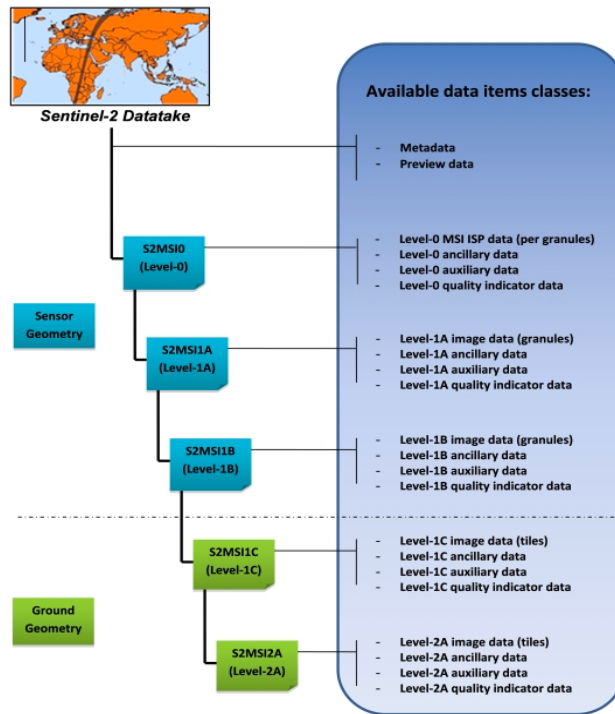 Sentinel-2 Datatake
Available data items classes:
- Metadata
- Preview data
S2MSI0
(Level-0)
- Level-0 MSI ISP data (per granules)
- Level-0 ancillary data
- Level-0 auxiliary data
- Level-0 quality indicator data
Sensor
Geometry
S2MSI1A
(Level-1A)
- Level-1A image data (granules)
- Level-1A ancillary data
- Level-1A auxiliary data
- Level-1A quality indicator data
S2MSI1B
(Level-1B)
- Level-1B image data (granules)
- Level-1B ancillary data
- Level-1B auxiliary data
- Level-1B quality indicator data
S2MSI1C
(Level-1C)
- Level-1C image data (tiles)
- Level-1C ancillary data
- Level-1C auxiliary data
- Level-1C quality indicator data
Ground
Geometry
S2MSI2A
(Level-2A)
- Level-2A image data (tiles)
- Level-2A ancillary data
- Level-2A auxiliary data
- Level-2A quality indicator data